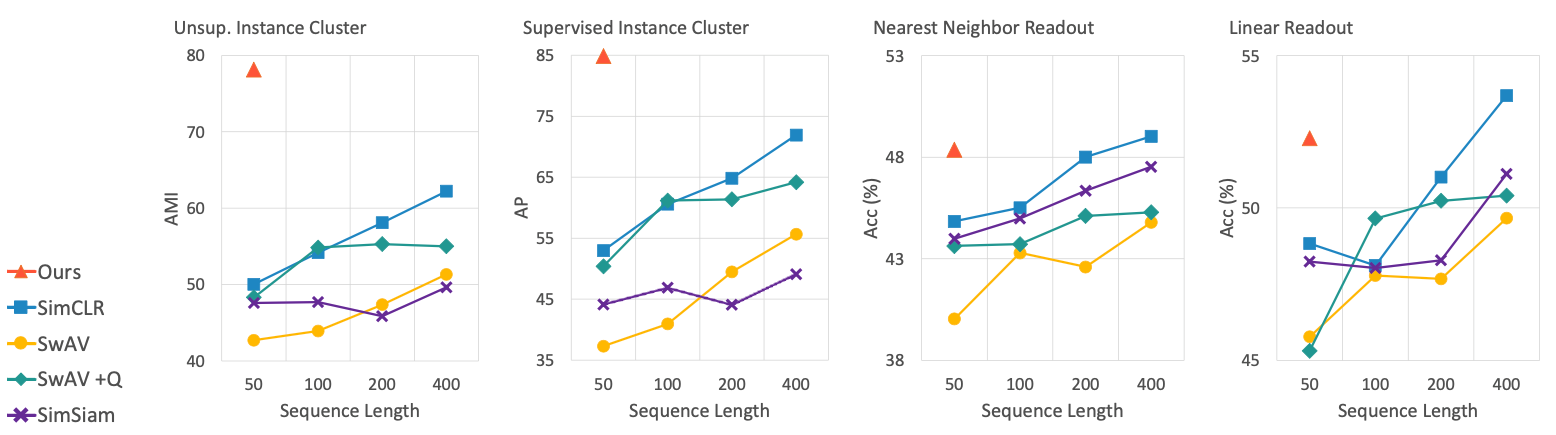 Unsup. Instance Cluster
80
70
60
50
40
AMI
50 100 200 400
Sequence Length
Supervised Instance Cluster
85
75
65
55
45
35
AP
50 100 200 400
Sequence Length
Nearest Neighbor Readout
53
48
43
38
Acc (%)
50 100 200 400
Sequence Length
Linear Readout
55
50
45
Acc (%)
50 100 200 400
Sequence Length
Ours
SimCLR
SwAV
SwAV +Q
SimSiam